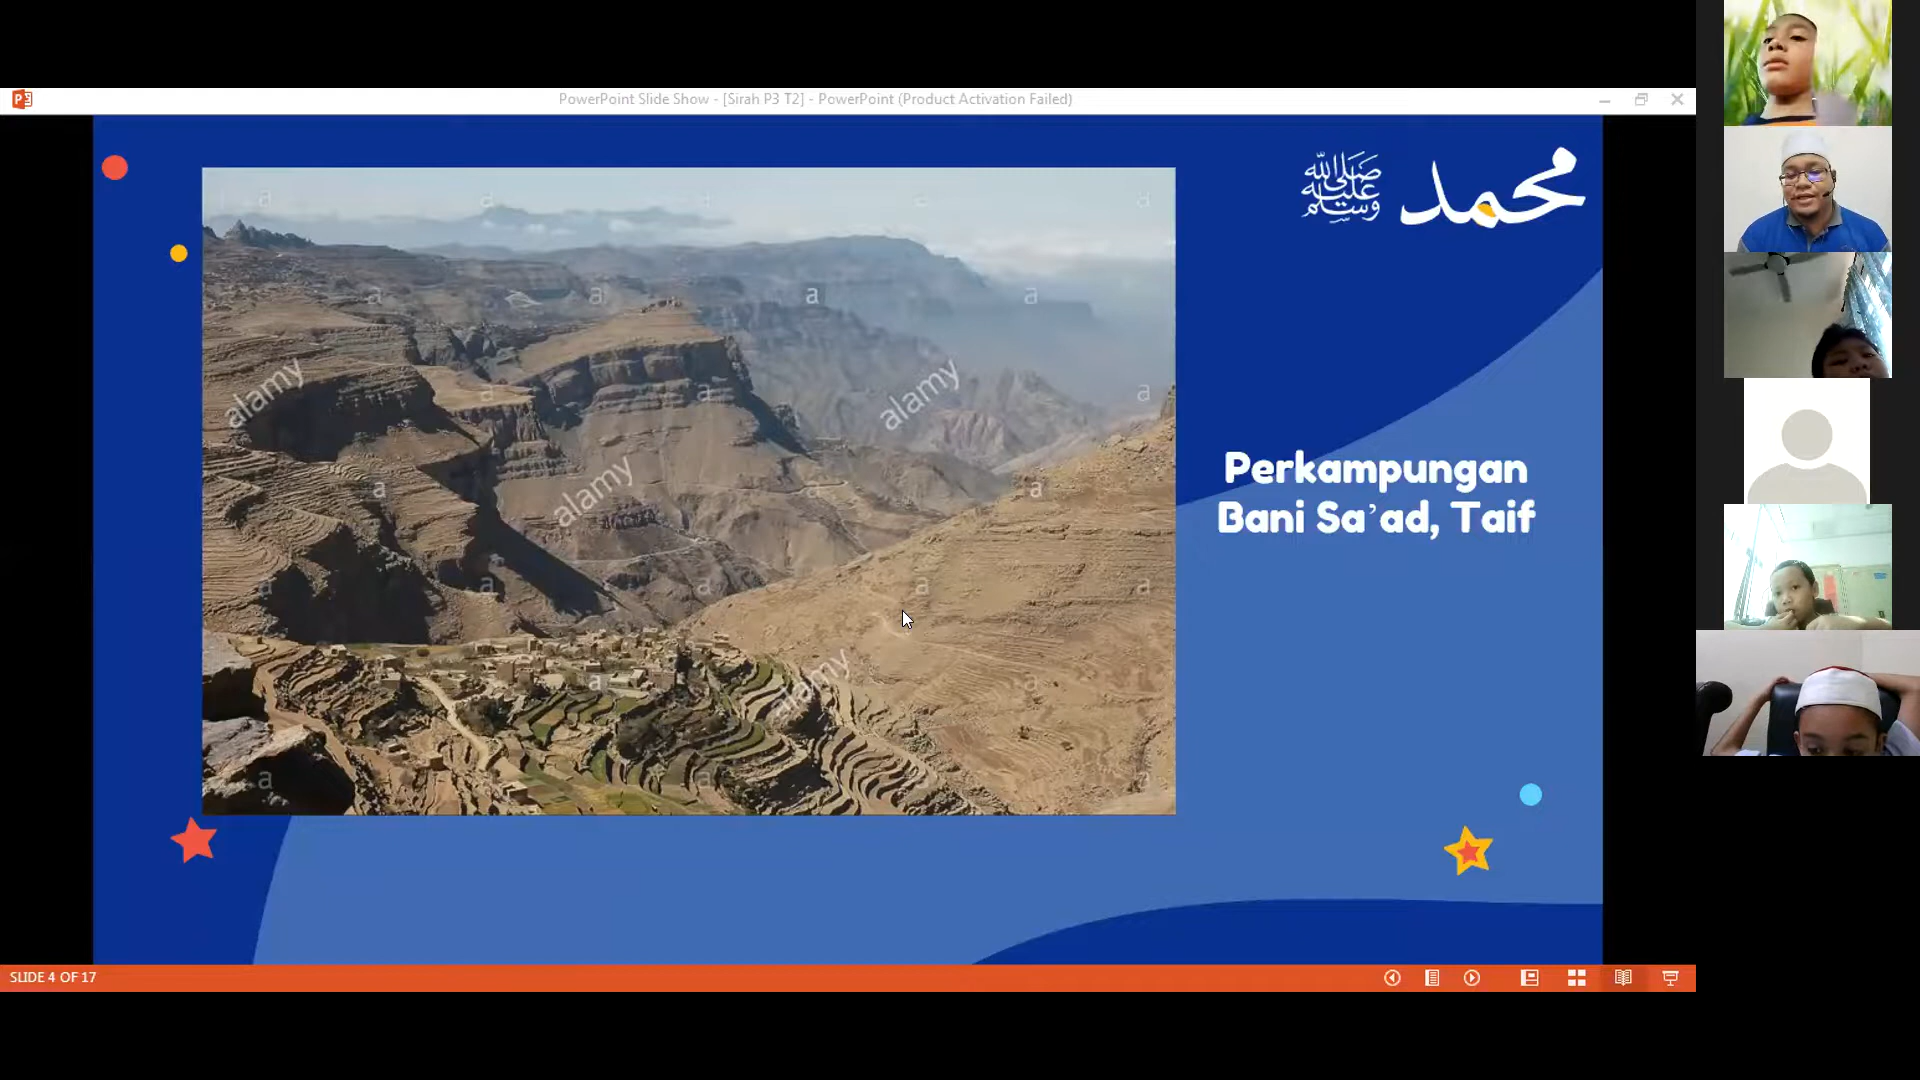 PowerPoint Slide Show - [Sirah P3 T2] - PowerPoint (Product Activation Failed)
محمد صلى الله عليه وسلم
alamy
alamy
alamy
alamy
Perkampungan
Bani Sa'ad, Taif
SLIDE 4 OF 17